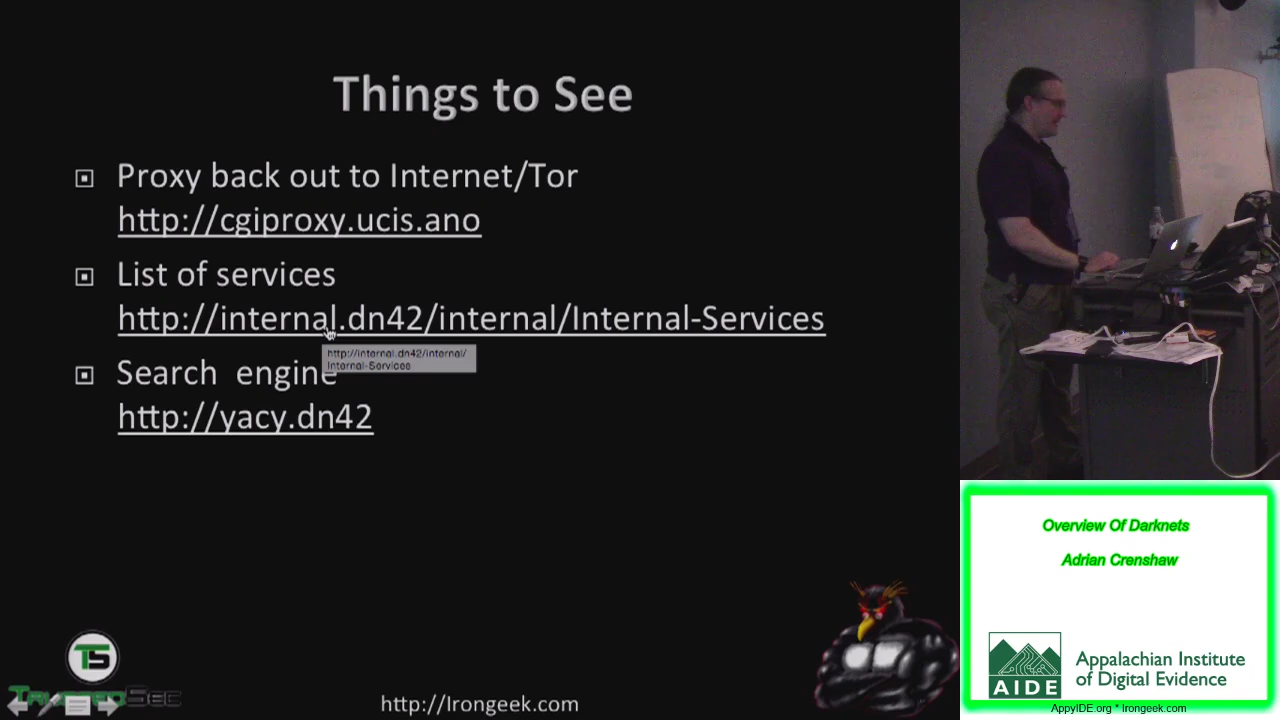 Things to See
Proxy back out to Internet/Tor
http://cgiproxy.ucis.ano
List of services
http://internal.dn42/internal/Internal-Services
http://internal.dn42/internal/
Internal-Services
Search engine
http://yacy.dn42
TS
TRUSTEDSEC
http://Irongeek.com
Overview Of Darknets
Adrian Crenshaw
AIDE
Appalachian Institute
of Digital Evidence
AppyIDE.org * Irongeek.com